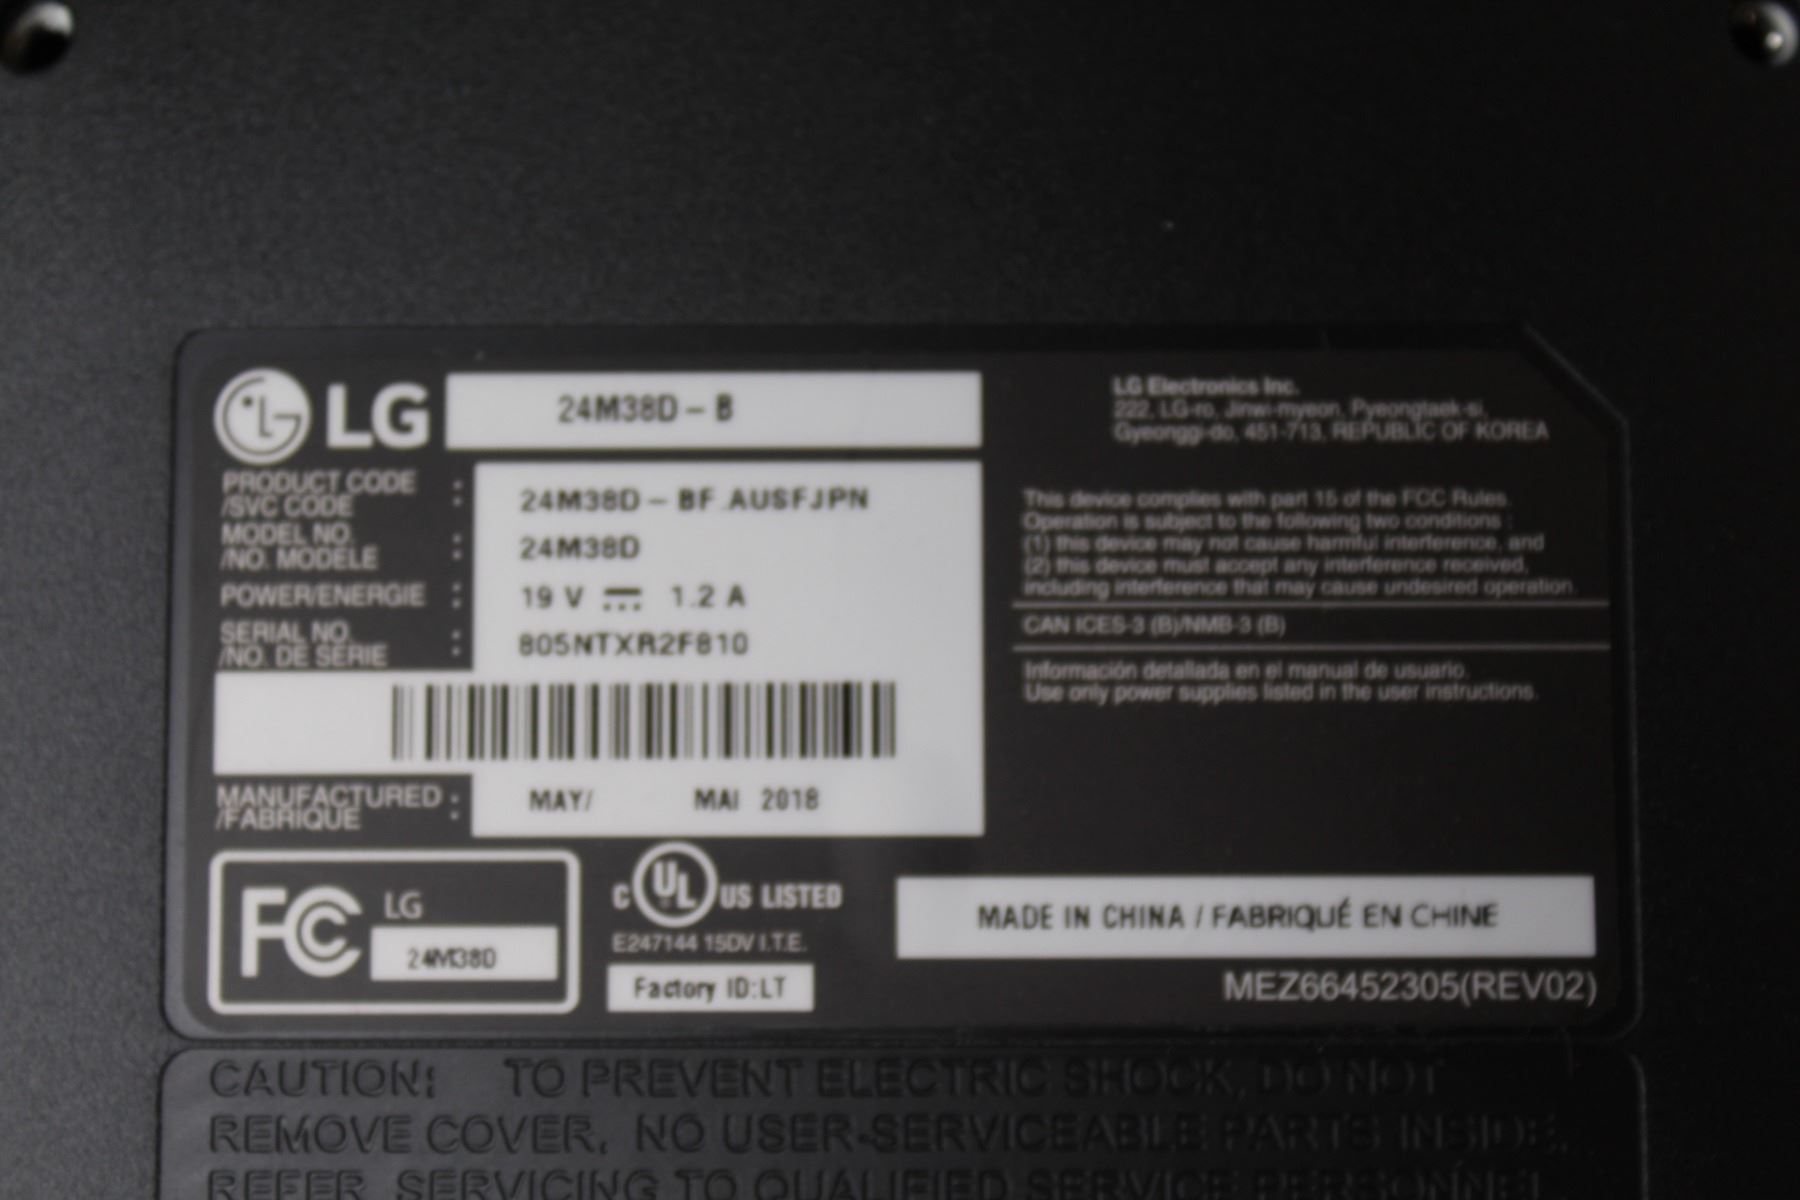 LG 24M38D-B
PRODUCT CODE
/SVC CODE : 24M38D-BF.AUSFJPN
MODEL NO.
/NO. MODELE : 24M38D
POWER/ENERGIE : 19 V ⎓ 1.2 A
SERIAL NO.
/NO. DE SERIE : 805NTXR2F810
MANUFACTURED
/FABRIQUE : MAY/ MAI 2018
FC LG
24M38D
C UL US LISTED
E247144 15DV I.T.E.
Factory ID:LT
LG Electronics Inc.
222, LG-ro, Jinwi-myeon, Pyeongtaek-si,
Gyeonggi-do, 451-713, REPUBLIC OF KOREA
This device complies with part 15 of the FCC Rules.
Operation is subject to the following two conditions :
(1) this device may not cause harmful interference, and
(2) this device must accept any interference received,
including interference that may cause undesired operation.
CAN ICES-3 (B)/NMB-3 (B)
Información detallada en el manual de usuario.
Use only power supplies listed in the user instructions.
MADE IN CHINA / FABRIQUÉ EN CHINE
MEZ66452305(REV02)
CAUTION: TO PREVENT ELECTRIC SHOCK, DO NOT
REMOVE COVER. NO USER-SERVICEABLE PARTS INSIDE.
REFER SERVICING TO QUALIFIED SERVICE PERSONNEL